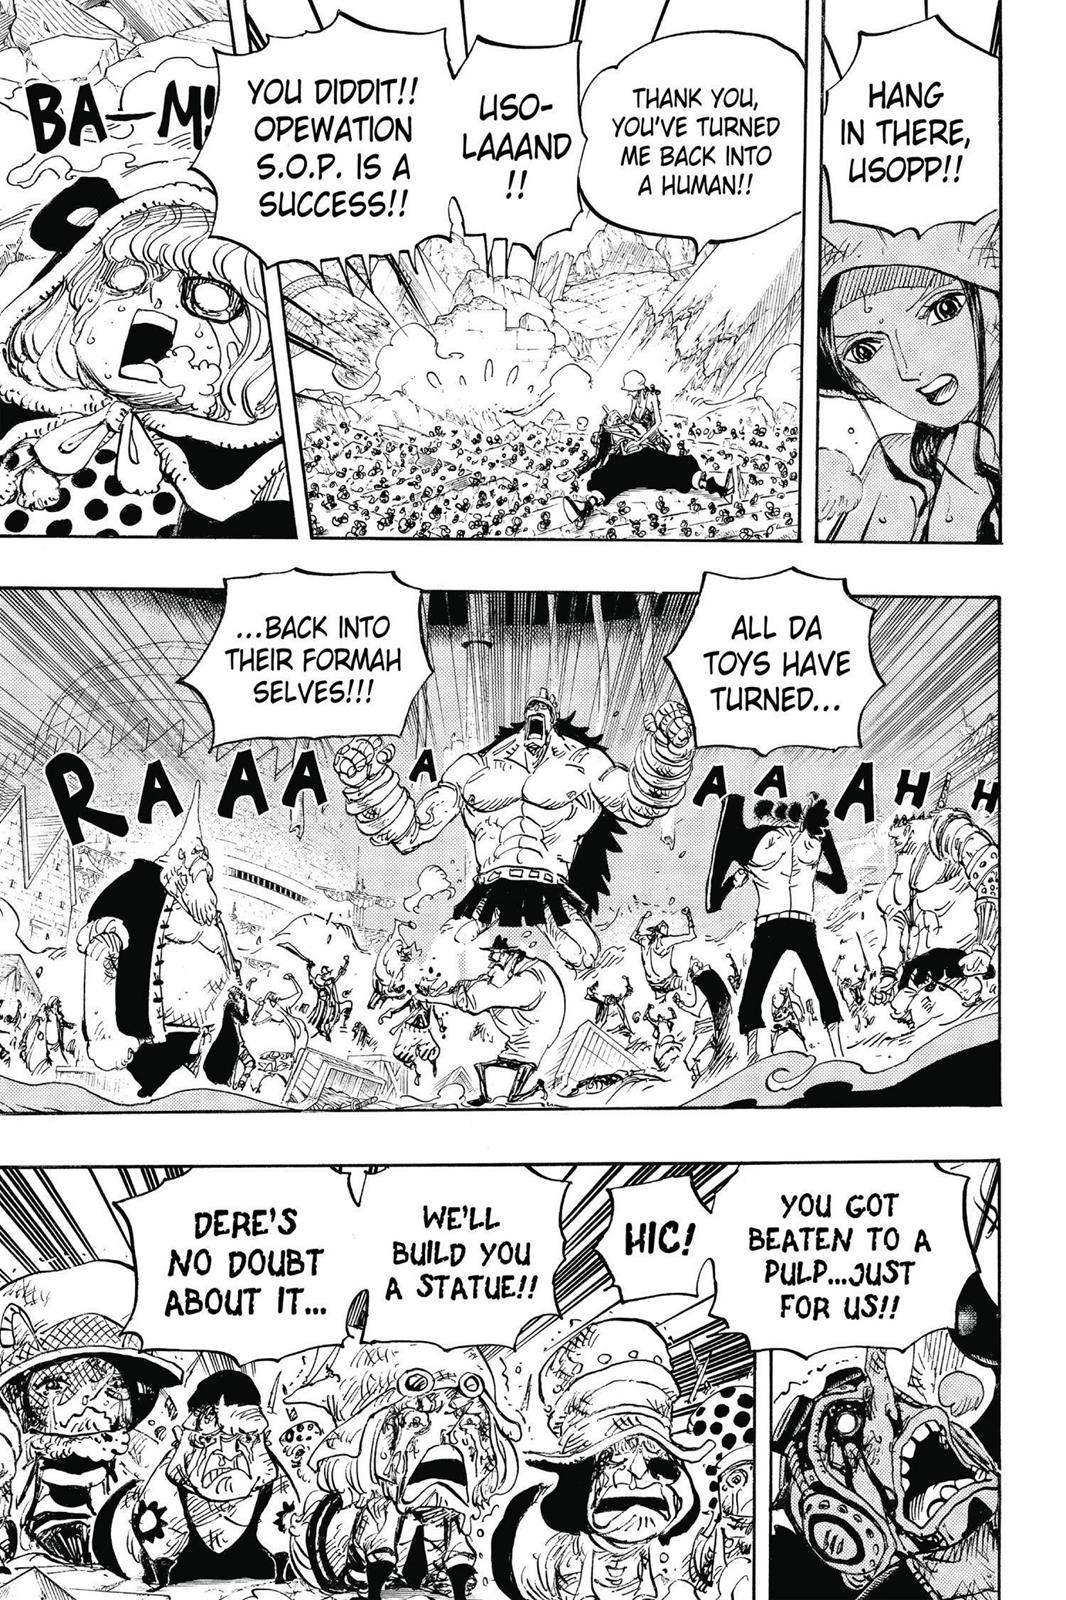 HANG
IN THERE,
USOPP!!
THANK YOU,
YOU'VE TURNED
ME BACK INTO
A HUMAN!!
USO-
LAAAND
!!
YOU DIDDIT!!
OPEWATION
S.O.P. IS A
SUCCESS!!
BA—M!
ALL DA
TOYS HAVE
TURNED...
...BACK INTO
THEIR FORMAH
SELVES!!!
RAAAA AAAHH
YOU GOT
BEATEN TO A
PULP...JUST
FOR US!!
HIC!
WE'LL
BUILD YOU
A STATUE!!
DERE'S
NO DOUBT
ABOUT IT...